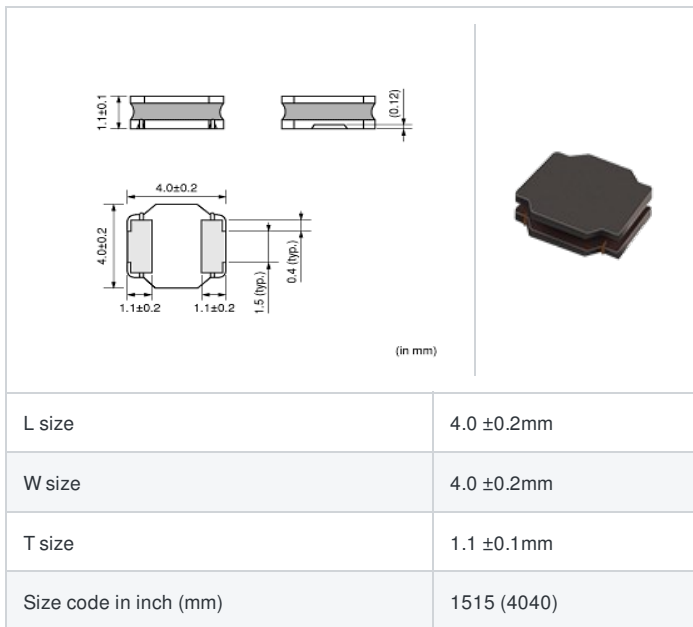 1.1±0.1
(0.12)
4.0±0.2
4.0±0.2
1.1±0.2
1.1±0.2
1.5 (typ.)
0.4 (typ.)
(in mm)
L size 4.0 ±0.2mm
W size 4.0 ±0.2mm
T size 1.1 ±0.1mm
Size code in inch (mm) 1515 (4040)